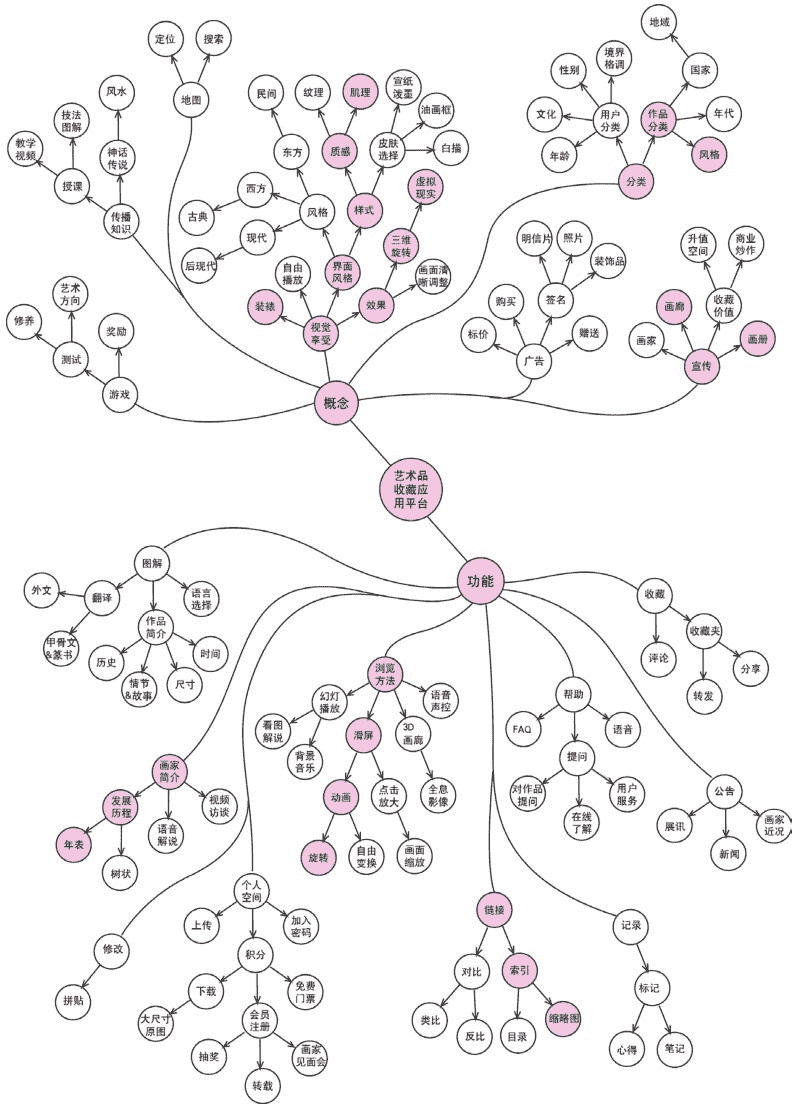 地域
定位
搜索
境界
格调
国家
性别
风水
民间
纹理
肌理
宣纸
泼墨
地图
油画框
文化
用户
分类
作品
分类
年代
技法
图解
教学
视频
神话
传说
东方
质感
皮肤
选择
白描
年龄
风格
授课
西方
虚拟
现实
分类
传播
知识
古典
风格
样式
现代
三维
旋转
明信片
照片
升值
空间
商业
炒作
后现代
自由
播放
界面
风格
画面清
晰调整
装饰品
艺术
方向
购买
签名
画廊
收藏
价值
修养
奖励
装裱
视觉
享受
效果
标价
赠送
画家
画册
测试
广告
宣传
游戏
概念
艺术品
收藏应
用平台
功能
图解
外文
翻译
语言
选择
收藏
作品
简介
收藏夹
甲骨文
&篆书
历史
时间
评论
分享
情节
&故事
尺寸
浏览
方法
转发
幻灯
播放
语音
声控
帮助
看图
解说
滑屏
3D
画廊
FAQ
语音
背景
音乐
提问
画家
简介
动画
点击
放大
全息
影像
对作品
提问
用户
服务
公告
发展
历程
视频
访谈
在线
了解
展讯
画家
近况
年表
语音
解说
旋转
自由
变换
画面
缩放
新闻
树状
个人
空间
链接
上传
加入
密码
记录
修改
积分
对比
索引
下载
免费
门票
标记
拼贴
大尺寸
原图
会员
注册
类比
反比
目录
缩略图
抽奖
画家
见面会
心得
笔记
转载